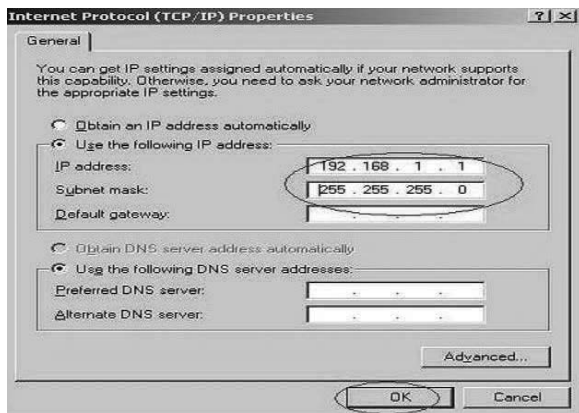 Internet Protocol (TCP/IP) Properties
General
You can get IP settings assigned automatically if your network supports
this capability. Otherwise, you need to ask your network administrator for
the appropriate IP settings.
Obtain an IP address automatically
Use the following IP address:
IP address: 192 . 168 . 1 . 1
Subnet mask: 255 . 255 . 255 . 0
Default gateway: . . .
Obtain DNS server address automatically
Use the following DNS server addresses:
Preferred DNS server: . . .
Alternate DNS server: . . .
Advanced...
OK Cancel